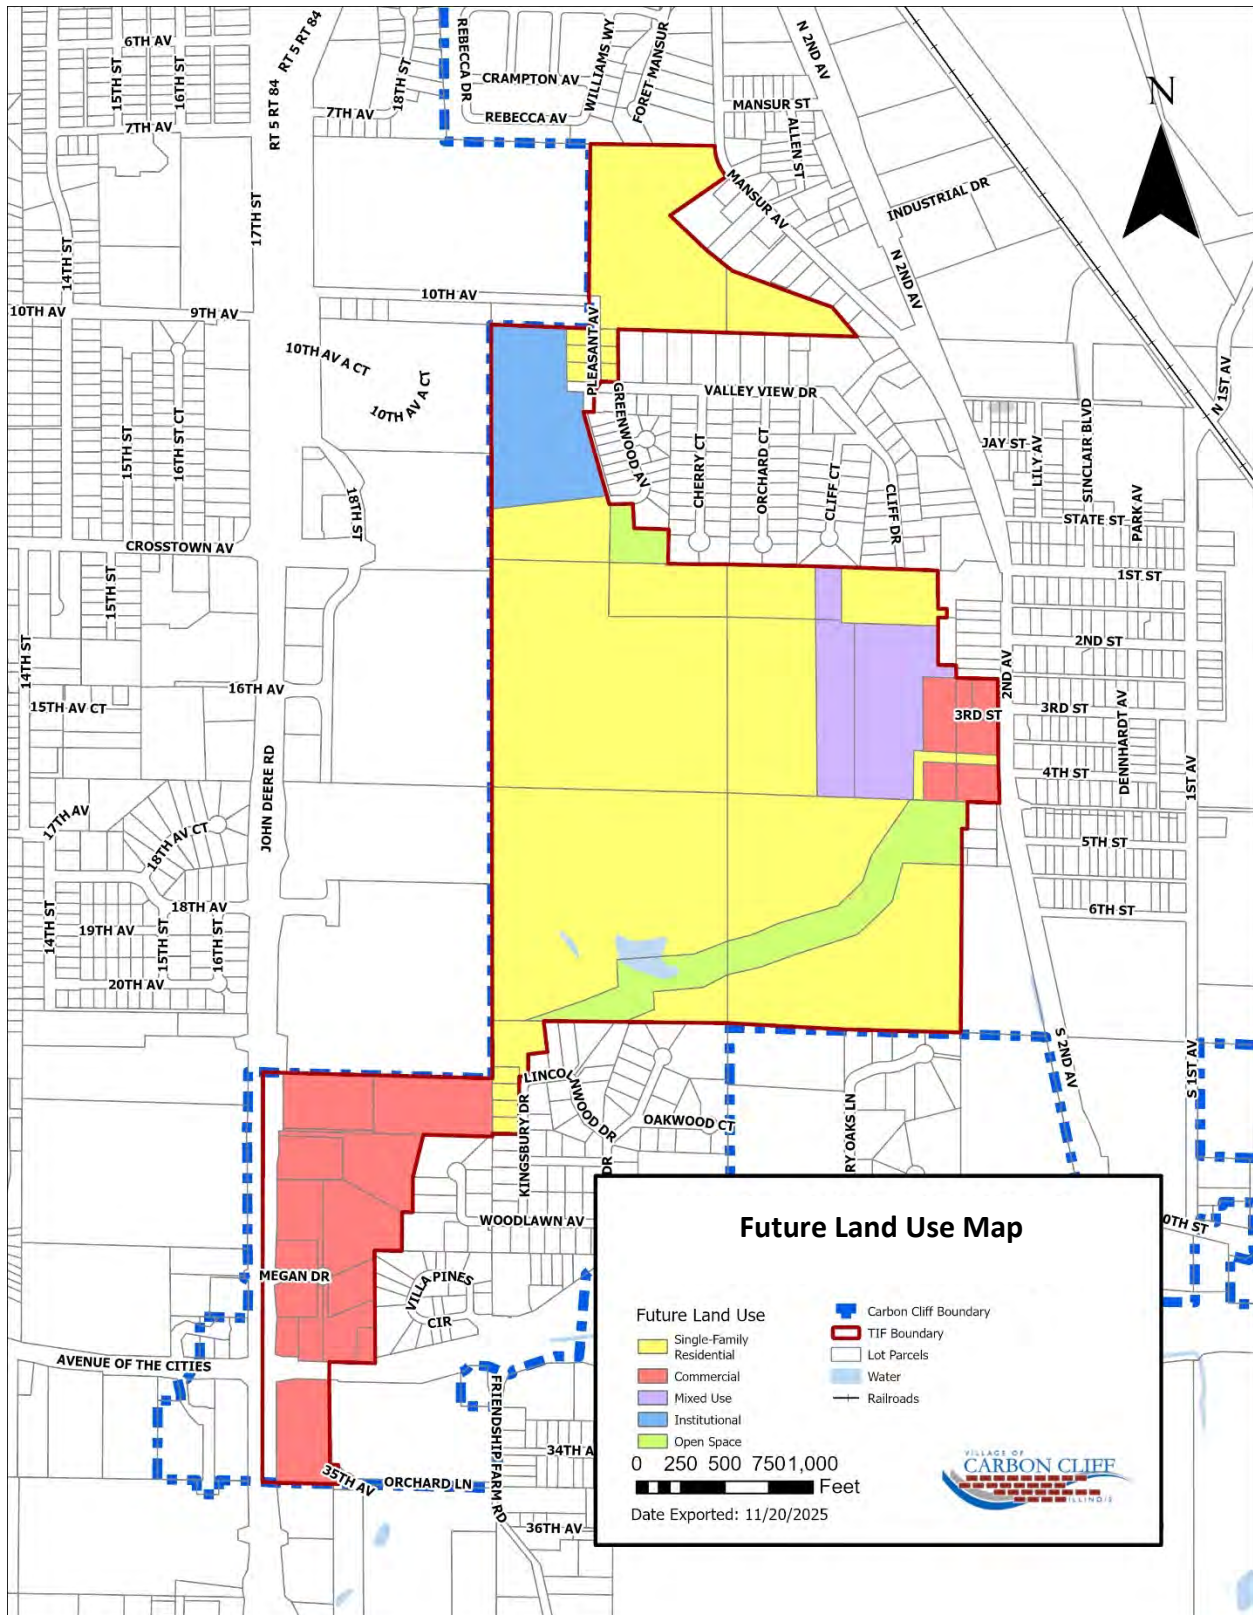 6TH AV
15TH ST
16TH ST
RT 5 RT 84
RT 5 RT 84
18TH ST
REBECCA DR
CRAMPTON AV
WILLIAMS WY
FORET MANSUR
N 2ND AV
MANSUR ST
ALLEN ST
N
7TH AV
7TH AV
REBECCA AV
MANSUR AV
INDUSTRIAL DR
17TH ST
14TH ST
N 2ND AV
10TH AV
9TH AV
10TH AV
PLEASANT AV
10TH AV A CT
10TH AV A CT
GREENWOOD AV
VALLEY VIEW DR
N 1ST AV
15TH ST
16TH ST CT
18TH ST
CHERRY CT
ORCHARD CT
CLIFF CT
CLIFF DR
JAY ST
LILY AV
SINCLAIR BLVD
PARK AV
STATE ST
CROSSTOWN AV
15TH ST
1ST ST
14TH ST
2ND ST
2ND AV
16TH AV
15TH AV CT
3RD ST
3RD ST
DENNHARDT AV
4TH ST
1ST AV
JOHN DEERE RD
17TH AV
18TH AV CT
5TH ST
18TH AV
6TH ST
14TH ST
19TH AV
15TH ST
16TH ST
20TH AV
S 2ND AV
S 1ST AV
LINCOLNWOOD DR
KINGSBURY DR
OAKWOOD CT
DR
RY OAKS LN
WOODLAWN AV
0TH ST
MEGAN DR
VILLA PINES
CIR
AVENUE OF THE CITIES
FRIENDSHIP FARM RD
34TH A
35TH AV
ORCHARD LN
36TH AV
Future Land Use Map
Future Land Use
Single-Family
Residential
Commercial
Mixed Use
Institutional
Open Space
Carbon Cliff Boundary
TIF Boundary
Lot Parcels
Water
Railroads
0 250 500 750 1,000
Feet
Date Exported: 11/20/2025
VILLAGE OF
CARBON CLIFF
ILLINOIS